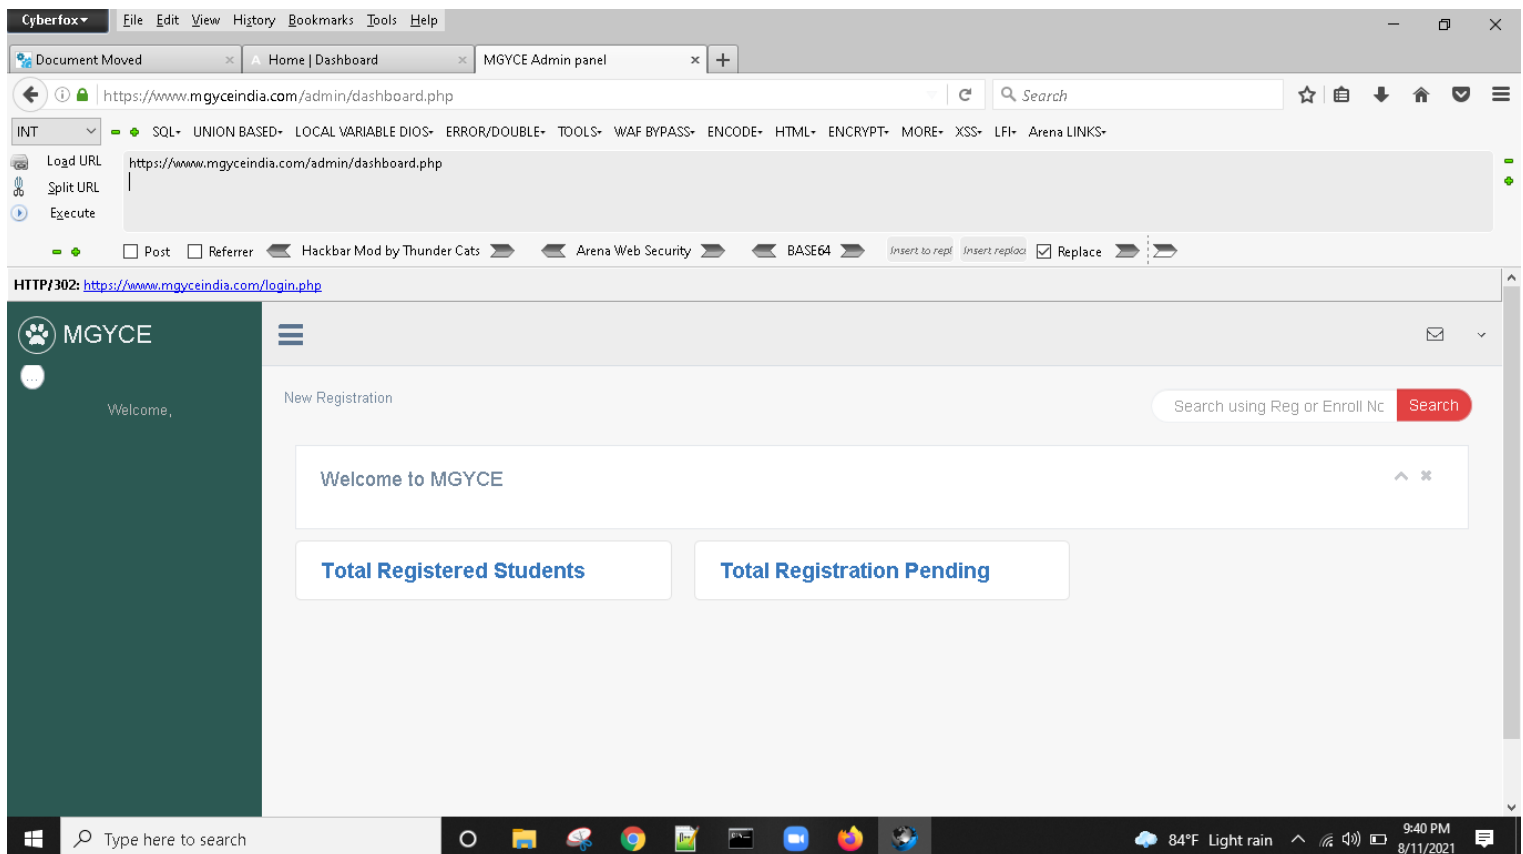 Cyberfox File Edit View History Bookmarks Tools Help
Document Moved Home | Dashboard MGYCE Admin panel
https://www.mgyceindia.com/admin/dashboard.php Search
INT SQL UNION BASED LOCAL VARIABLE DIOS ERROR/DOUBLE TOOLS WAF BYPASS ENCODE HTML ENCRYPT MORE XSS LFI Arena LINKS
Load URL https://www.mgyceindia.com/admin/dashboard.php
Split URL
Execute
Post Referrer Hackbar Mod by Thunder Cats Arena Web Security BASE64 Insert to repl Insert replac Replace
HTTP/302: https://www.mgyceindia.com/login.php
MGYCE
...
Welcome,
New Registration
Search using Reg or Enroll No Search
Welcome to MGYCE
Total Registered Students Total Registration Pending
Type here to search 84°F Light rain 9:40 PM
8/11/2021